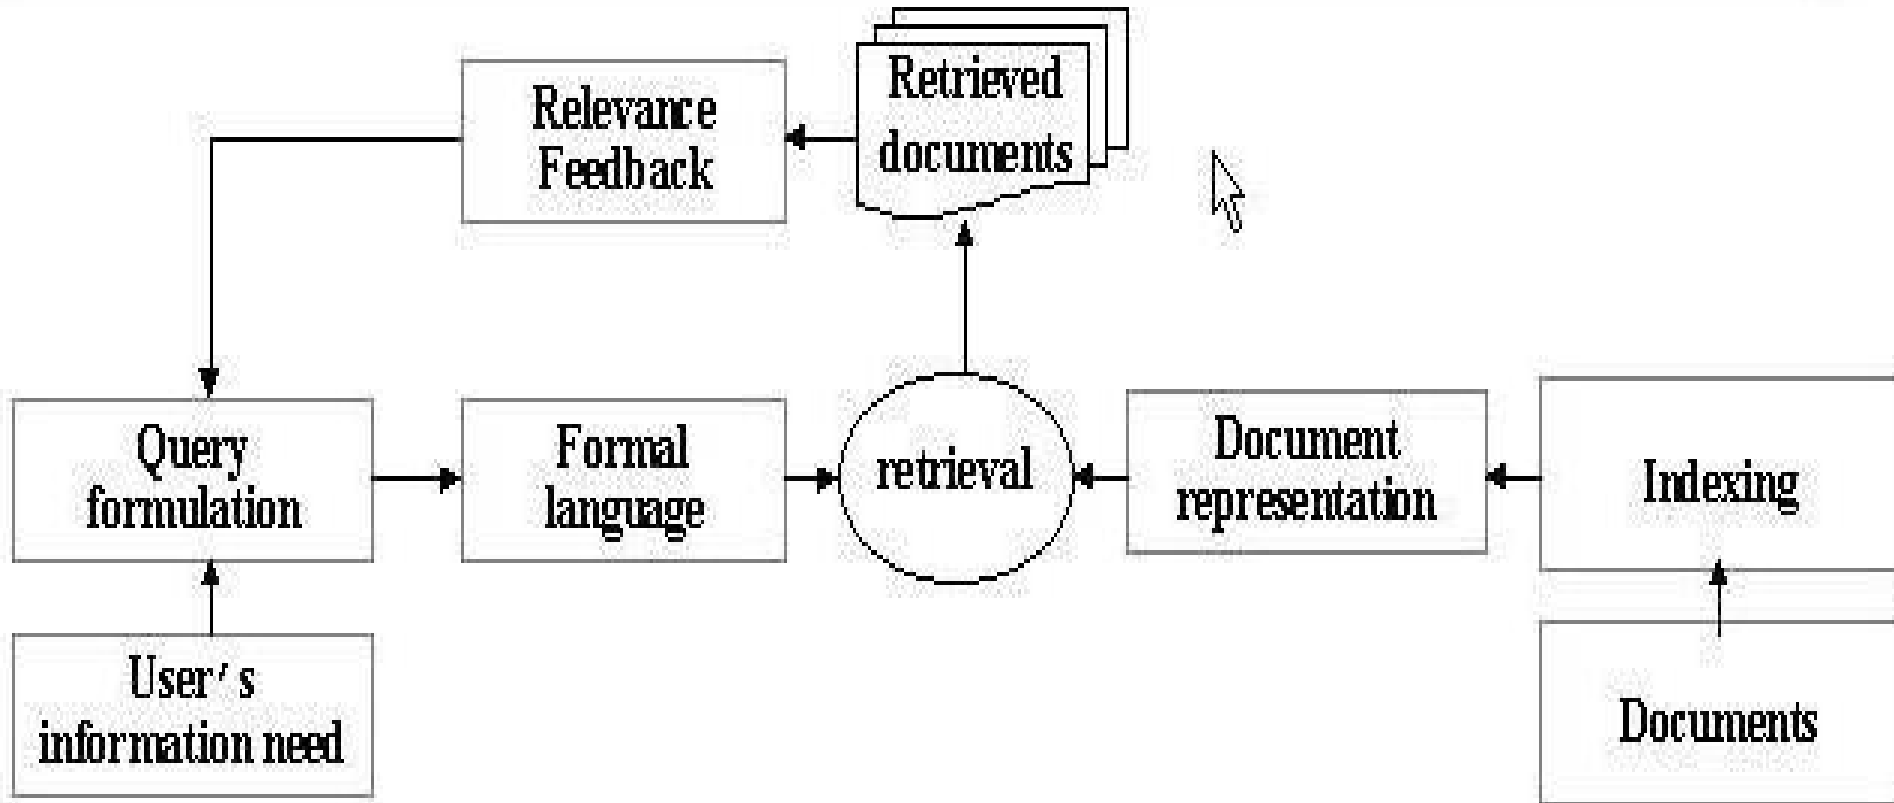 Relevance
Feedback
Retrieved
documents
Query
formulation
Formal
language
retrieval
Document
representation
Indexing
User's
information need
Documents